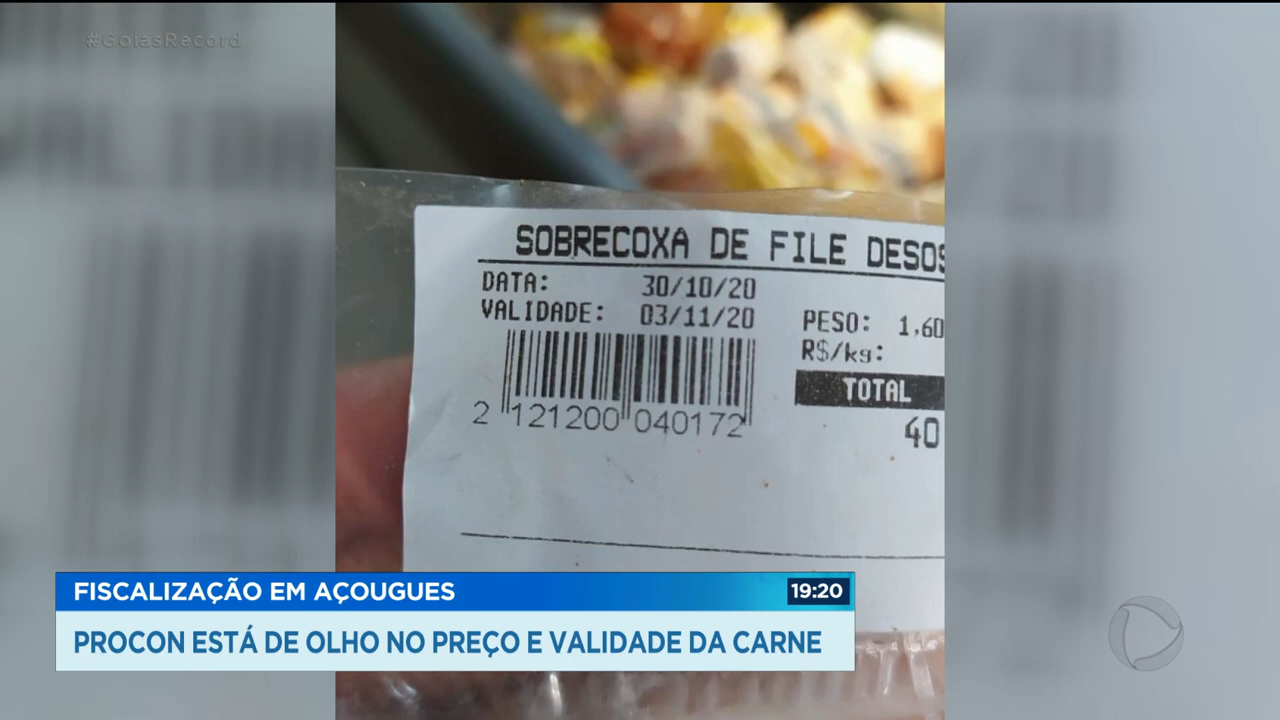 #GoiasRecord
SOBRECOXA DE FILE DESOS
DATA: 30/10/20
VALIDADE: 03/11/20
PESO: 1,60
R$/kg:
TOTAL
40
2 121200 040172
FISCALIZAÇÃO EM AÇOUGUES
19:20
PROCON ESTÁ DE OLHO NO PREÇO E VALIDADE DA CARNE